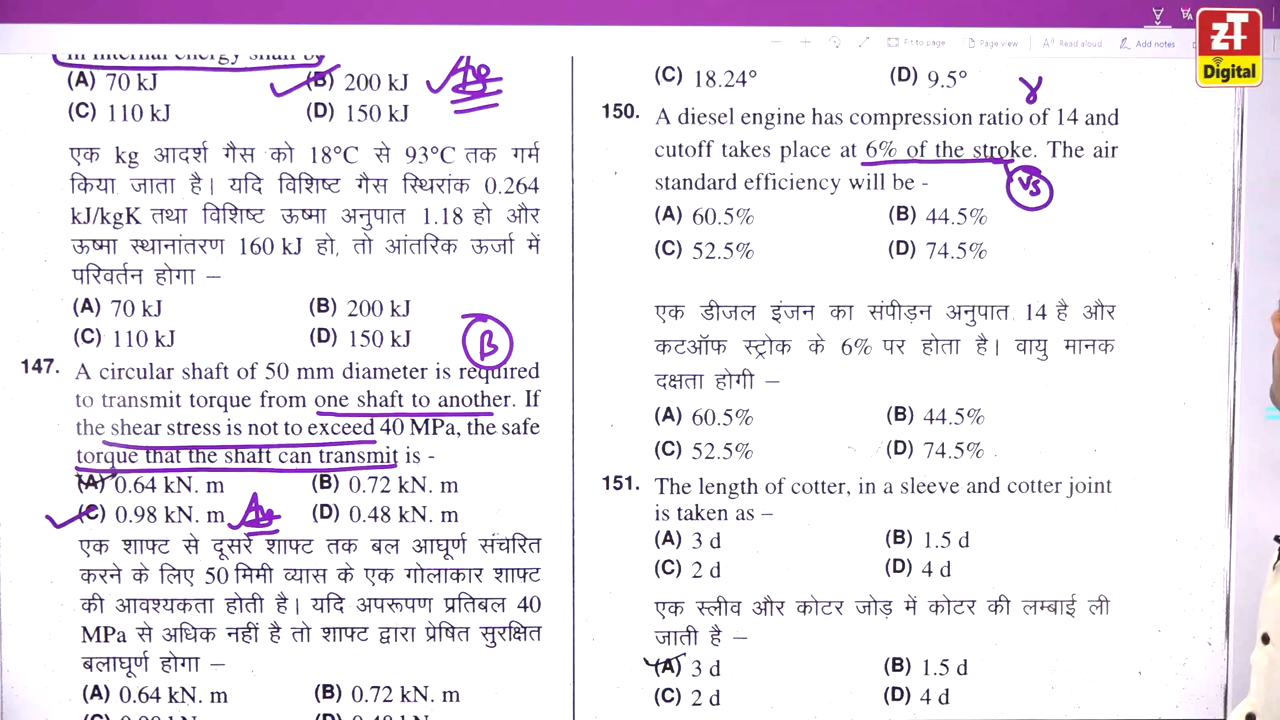 Fit to page
Page view
Read aloud
Add notes
ZT
Digital
in internal energy shall by
(A) 70 kJ (B) 200 kJ Ans
(C) 110 kJ (D) 150 kJ
एक kg आदर्श गैस को 18°C से 93°C तक गर्म
किया जाता है। यदि विशिष्ट गैस स्थिरांक 0.264
kJ/kgK तथा विशिष्ट ऊष्मा अनुपात 1.18 हो और
ऊष्मा स्थानांतरण 160 kJ हो, तो आंतरिक ऊर्जा में
परिवर्तन होगा –
(A) 70 kJ (B) 200 kJ
(C) 110 kJ (D) 150 kJ
B
147. A circular shaft of 50 mm diameter is required
to transmit torque from one shaft to another. If
the shear stress is not to exceed 40 MPa, the safe
torque that the shaft can transmit is -
(A) 0.64 kN. m (B) 0.72 kN. m
(C) 0.98 kN. m Ans (D) 0.48 kN. m
एक शाफ्ट से दूसरे शाफ्ट तक बल आघूर्ण संचरित
करने के लिए 50 मिमी व्यास के एक गोलाकार शाफ्ट
की आवश्यकता होती है। यदि अपरूपण प्रतिबल 40
MPa से अधिक नहीं है तो शाफ्ट द्वारा प्रेषित सुरक्षित
बलाघूर्ण होगा –
(A) 0.64 kN. m (B) 0.72 kN. m
(C) 18.24° (D) 9.5°
150. A diesel engine has compression ratio of 14 and
cutoff takes place at 6% of the stroke. The air
standard efficiency will be -
(A) 60.5% (B) 44.5%
(C) 52.5% (D) 74.5%
एक डीजल इंजन का संपीड़न अनुपात 14 है और
कटऑफ स्ट्रोक के 6% पर होता है। वायु मानक
दक्षता होगी –
(A) 60.5% (B) 44.5%
(C) 52.5% (D) 74.5%
151. The length of cotter, in a sleeve and cotter joint
is taken as –
(A) 3 d (B) 1.5 d
(C) 2 d (D) 4 d
एक स्लीव और कोटर जोड़ में कोटर की लम्बाई ली
जाती है –
(A) 3 d (B) 1.5 d
(C) 2 d (D) 4 d